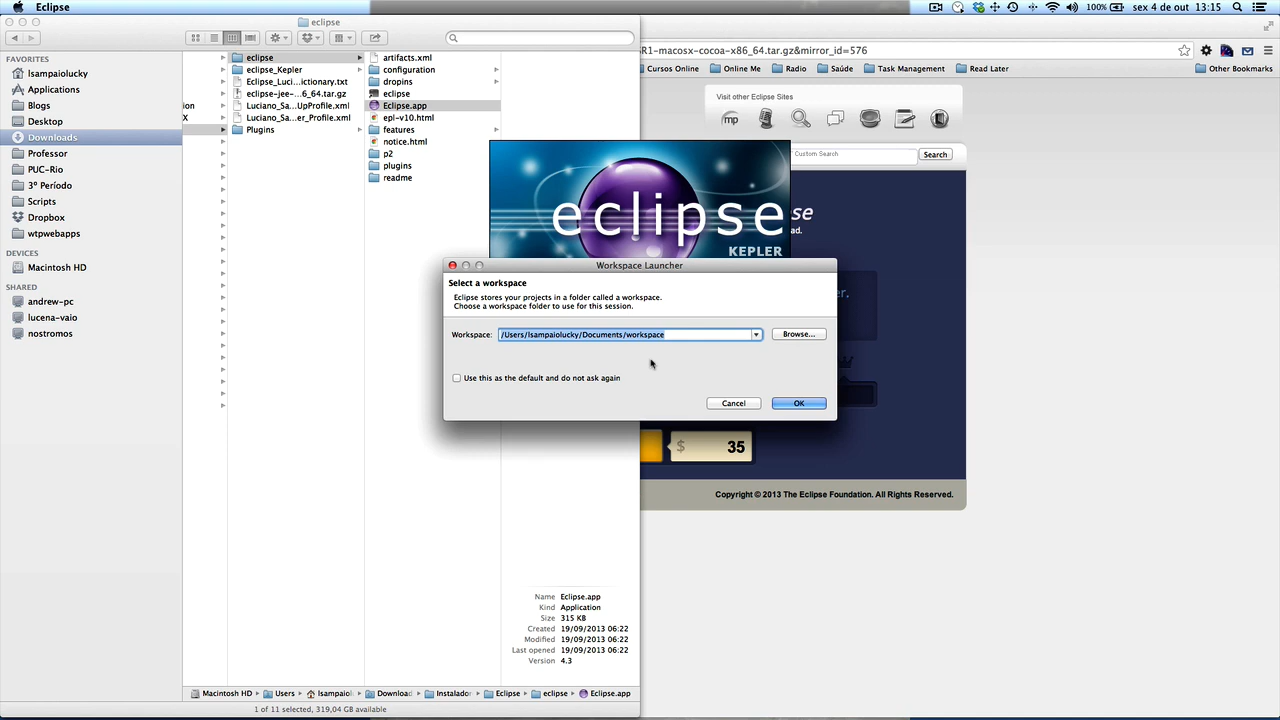 Eclipse
100%
sex 4 de out 13:15
eclipse
FAVORITES
lsampaiolucky
Applications
Blogs
Desktop
Downloads
Professor
PUC-Rio
3º Período
Scripts
Dropbox
wtpwebapps
DEVICES
Macintosh HD
SHARED
andrew-pc
lucena-vaio
nostromos
ion
X
eclipse
eclipse_Kepler
Eclipse_Luci...ictionary.txt
eclipse-jee-...6_64.tar.gz
Luciano_Sa...UpProfile.xml
Luciano_Sa...er_Profile.xml
Plugins
artifacts.xml
configuration
dropins
eclipse
Eclipse.app
epl-v10.html
features
notice.html
p2
plugins
readme
Name Eclipse.app
Kind Application
Size 315 KB
Created 19/09/2013 06:22
Modified 19/09/2013 06:22
Last opened 19/09/2013 06:22
Version 4.3
Macintosh HD Users lsampaiol Download Instalador Eclipse eclipse Eclipse.app
1 of 11 selected, 319,04 GB available
R1-macosx-cocoa-x86_64.tar.gz&mirror_id=576
Cursos Online Online Me Radio Saúde Task Management Read Later Other Bookmarks
Visit other Eclipse Sites
mp
Custom Search
Search
se
ad.
er.
eclipse
KEPLER
Workspace Launcher
Select a workspace
Eclipse stores your projects in a folder called a workspace.
Choose a workspace folder to use for this session.
Workspace: /Users/lsampaiolucky/Documents/workspace Browse...
Use this as the default and do not ask again
Cancel OK
$ 35
Copyright © 2013 The Eclipse Foundation. All Rights Reserved.